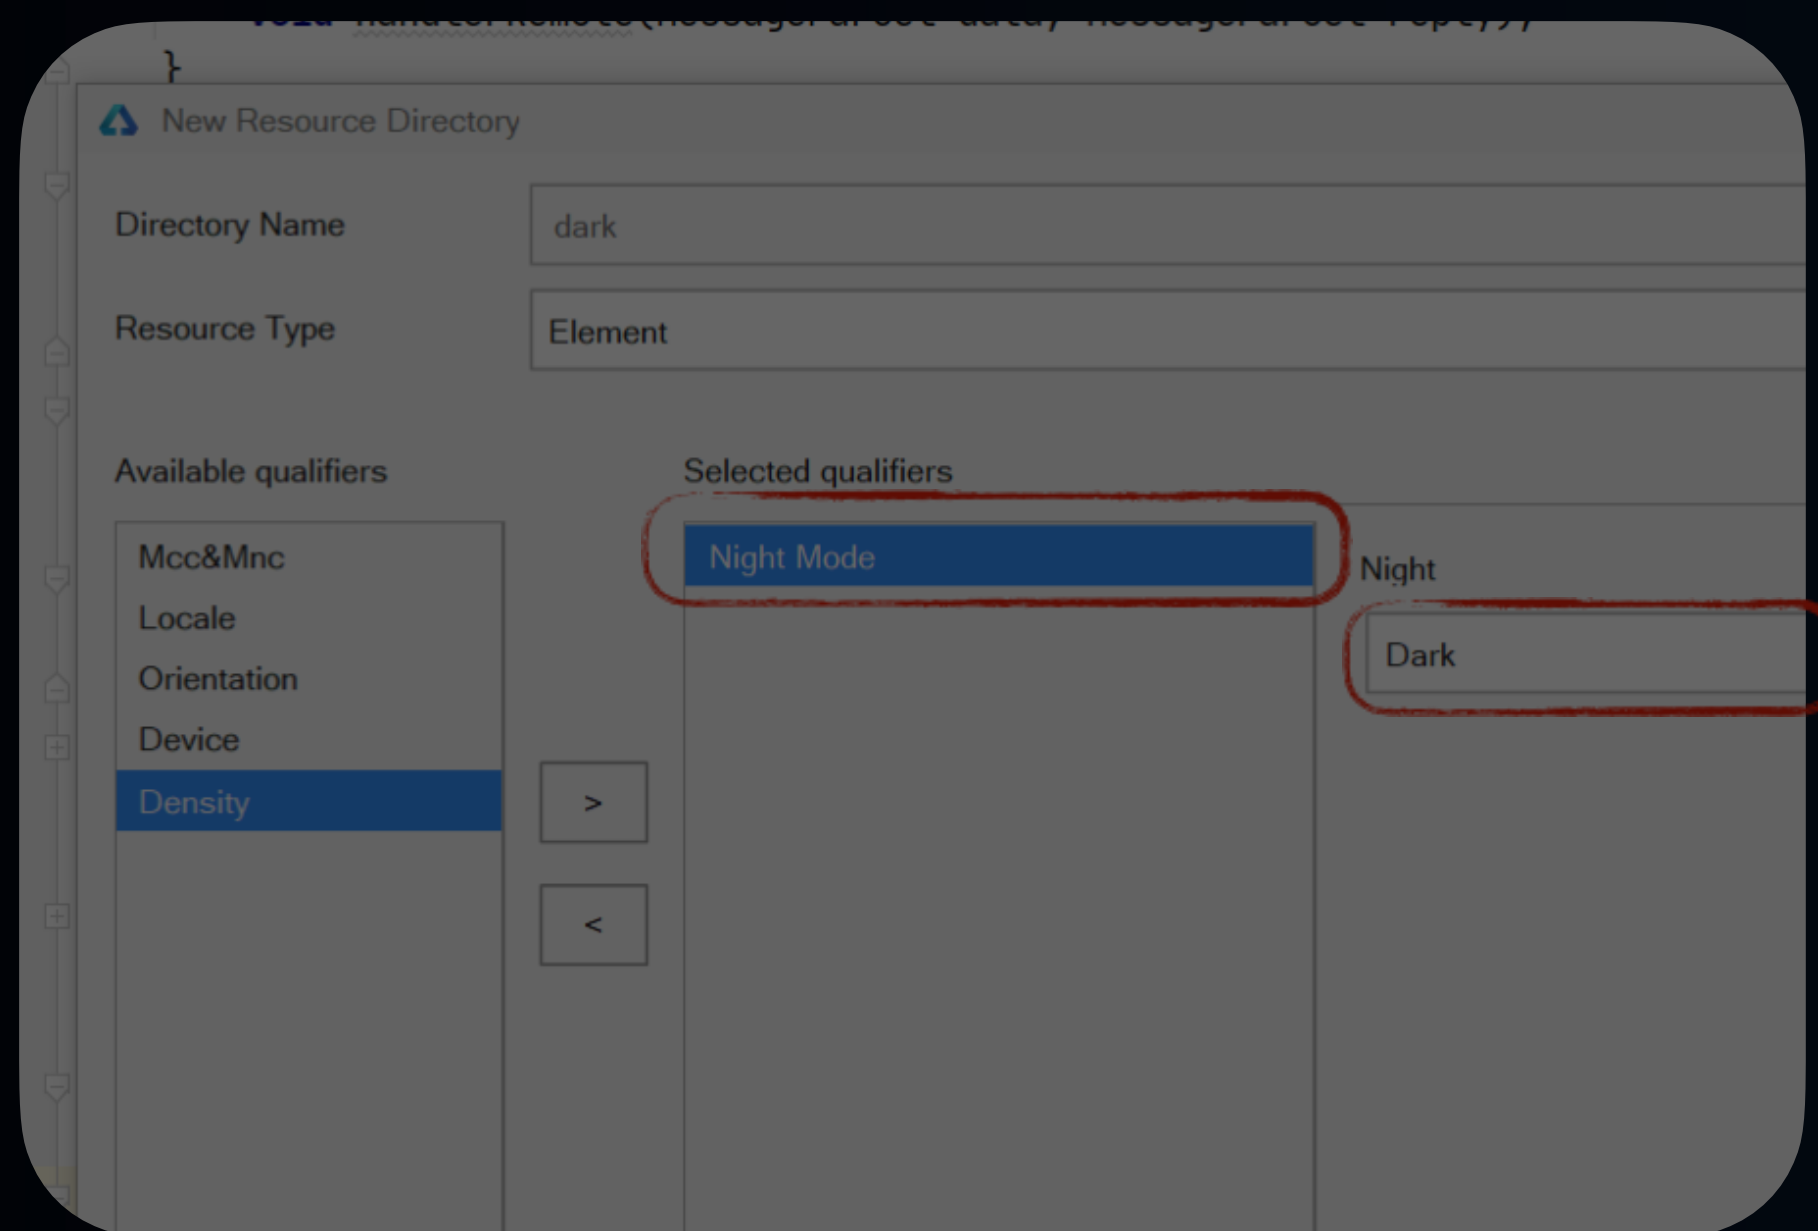 }
New Resource Directory
Directory Name
dark
Resource Type
Element
Available qualifiers
Selected qualifiers
Mcc&Mnc
Locale
Orientation
Device
Density
>
<
Night Mode
Night
Dark